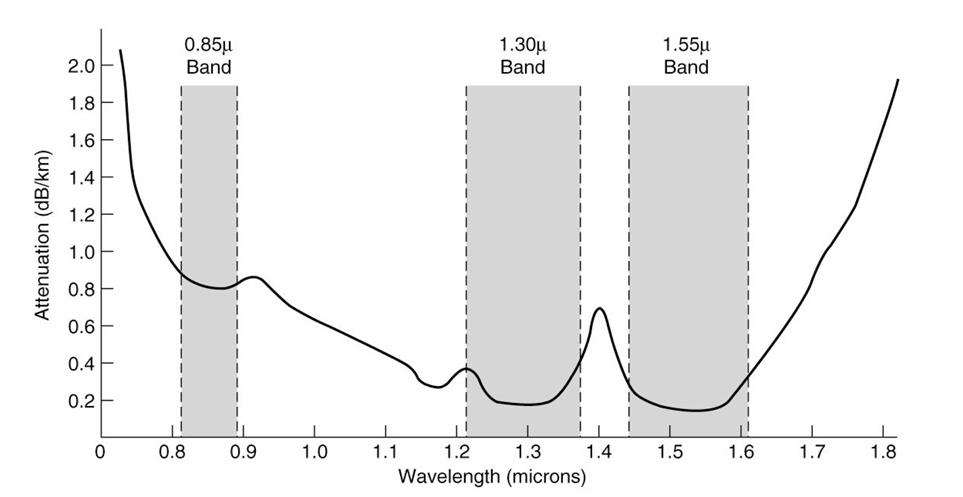 0.85μ
Band
1.30μ
Band
1.55μ
Band
2.0
1.8
1.6
1.4
1.2
1.0
0.8
0.6
0.4
0.2
Attenuation (dB/km)
0 0.8 0.9 1.0 1.1 1.2 1.3 1.4 1.5 1.6 1.7 1.8
Wavelength (microns)